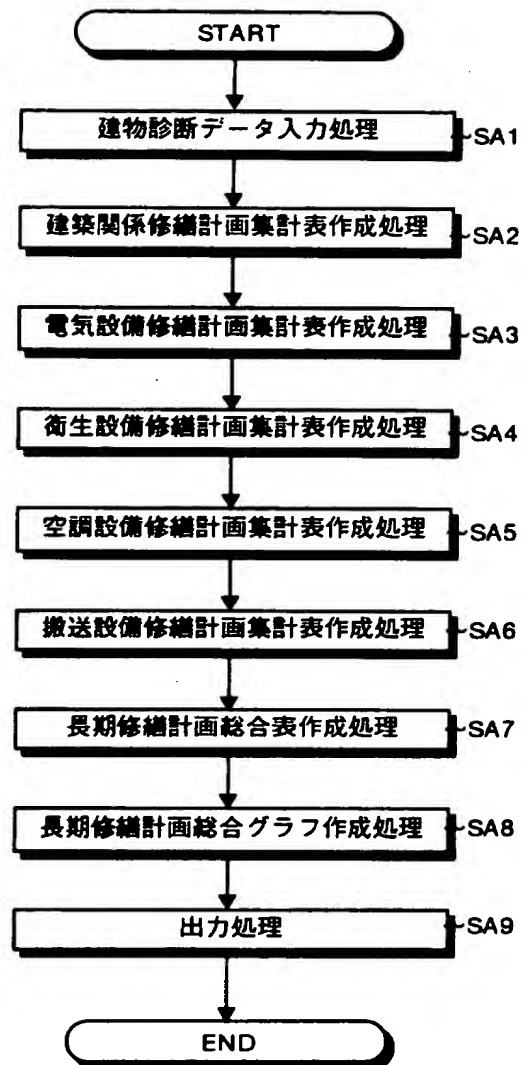 START
建物診断データ入力処理
SA1
建築関係修繕計画集計表作成処理
SA2
電気設備修繕計画集計表作成処理
SA3
衛生設備修繕計画集計表作成処理
SA4
空調設備修繕計画集計表作成処理
SA5
搬送設備修繕計画集計表作成処理
SA6
長期修繕計画総合表作成処理
SA7
長期修繕計画総合グラフ作成処理
SA8
出力処理
SA9
END